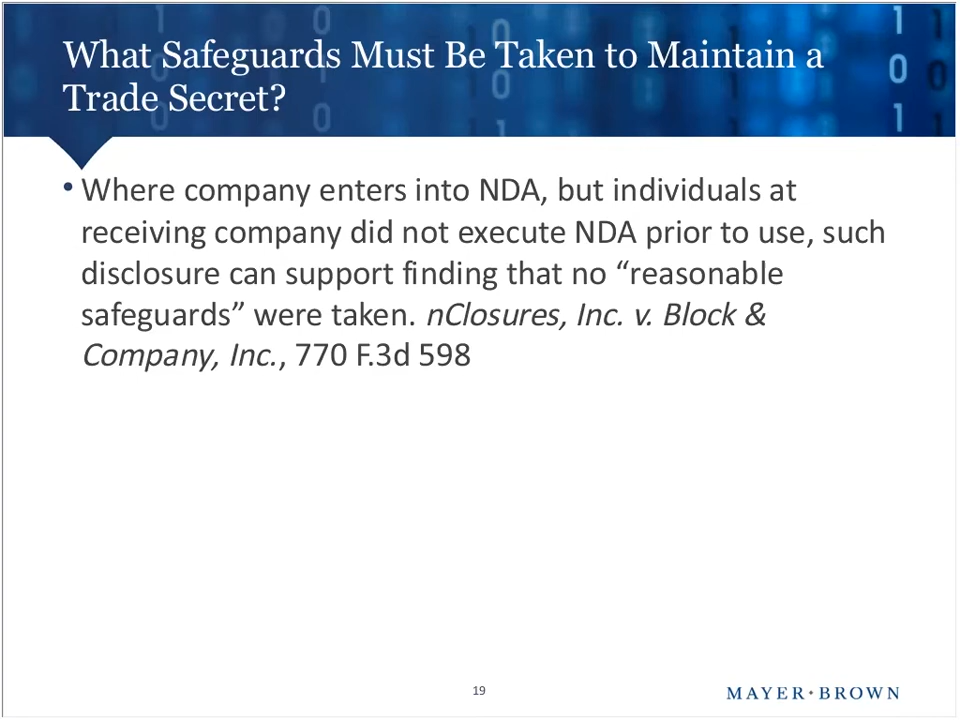 What Safeguards Must Be Taken to Maintain a
Trade Secret?
• Where company enters into NDA, but individuals at
receiving company did not execute NDA prior to use, such
disclosure can support finding that no “reasonable
safeguards” were taken. nClosures, Inc. v. Block &
Company, Inc., 770 F.3d 598
19
MAYER • BROWN